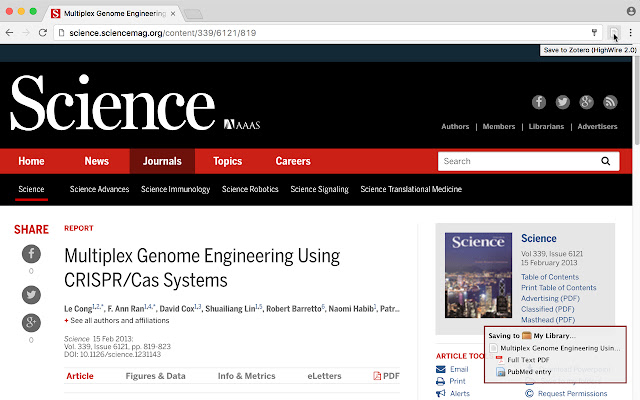 Multiplex Genome Engineering
science.sciencemag.org/content/339/6121/819
Save to Zotero (HighWire 2.0)
Science
AAAS
Authors | Members | Librarians | Advertisers
Home News Journals Topics Careers
Search
Science Science Advances Science Immunology Science Robotics Science Signaling Science Translational Medicine
SHARE
0
0
0
REPORT
Multiplex Genome Engineering Using
CRISPR/Cas Systems
Le Cong1,2,*, F. Ann Ran1,4,*, David Cox1,3, Shuailiang Lin1,5, Robert Barretto6, Naomi Habib1, Patr..
+ See all authors and affiliations
Science 15 Feb 2013:
Vol. 339, Issue 6121, pp. 819-823
DOI: 10.1126/science.1231143
Article Figures & Data Info & Metrics eLetters PDF
Science
Science
Vol 339, Issue 6121
15 February 2013
Table of Contents
Print Table of Contents
Advertising (PDF)
Classified (PDF)
Masthead (PDF)
ARTICLE TOO
Email
Print
Alerts
Request Permissions
Saving to My Library...
Multiplex Genome Engineering Usin...
Full Text PDF
PubMed entry